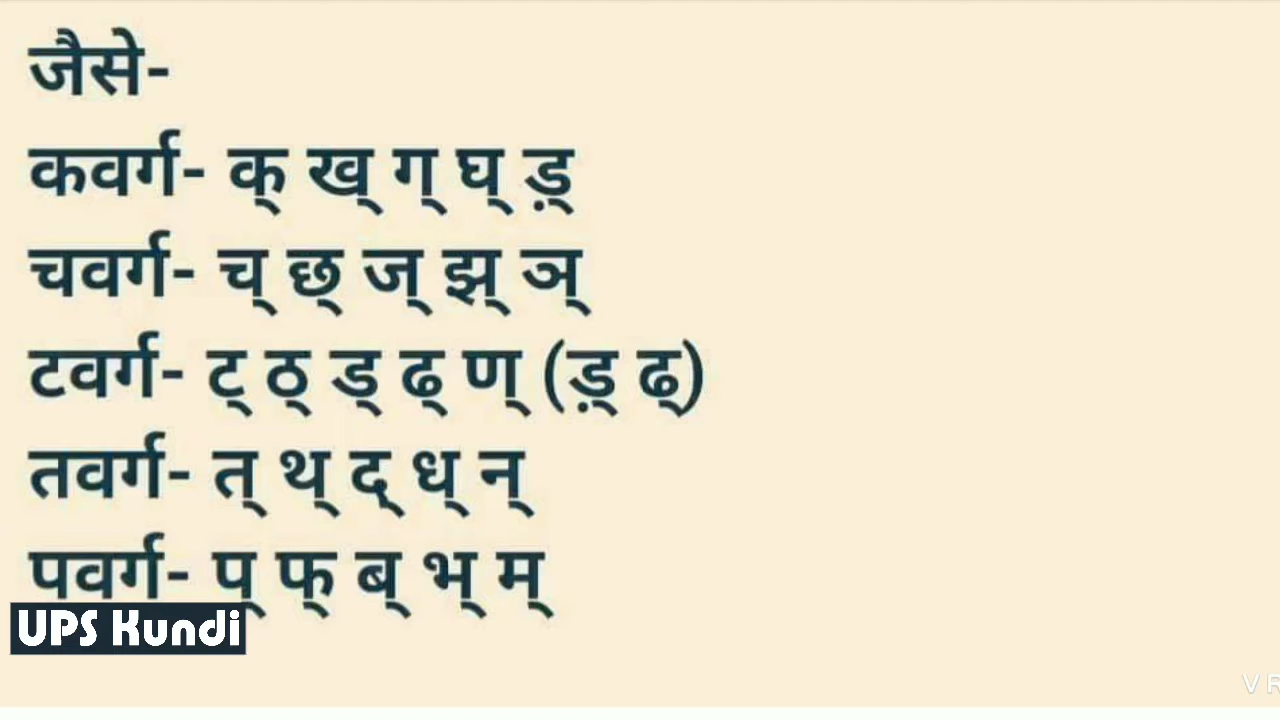 जैसे-
कवर्ग- क् ख् ग् घ् ड़्
चवर्ग- च् छ् ज् झ् ञ्
टवर्ग- ट् ठ् ड् ढ् ण् (ड़् ढ्)
तवर्ग- त् थ् द् ध् न्
पवर्ग- प् फ् ब् भ् म्
UPS Kundi
V R